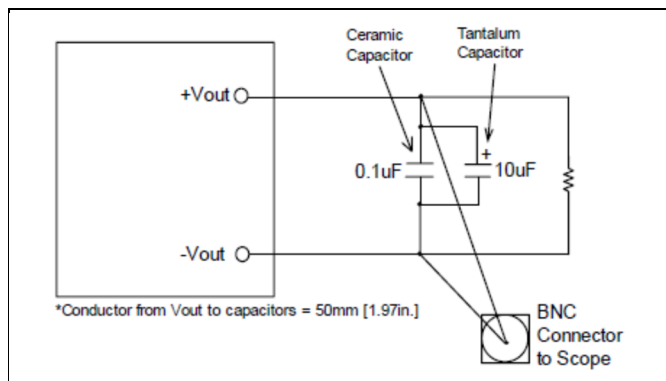 Ceramic
Capacitor
Tantalum
Capacitor
+Vout
0.1uF
+
10uF
-Vout
*Conductor from Vout to capacitors = 50mm [1.97in.]
BNC
Connector
to Scope